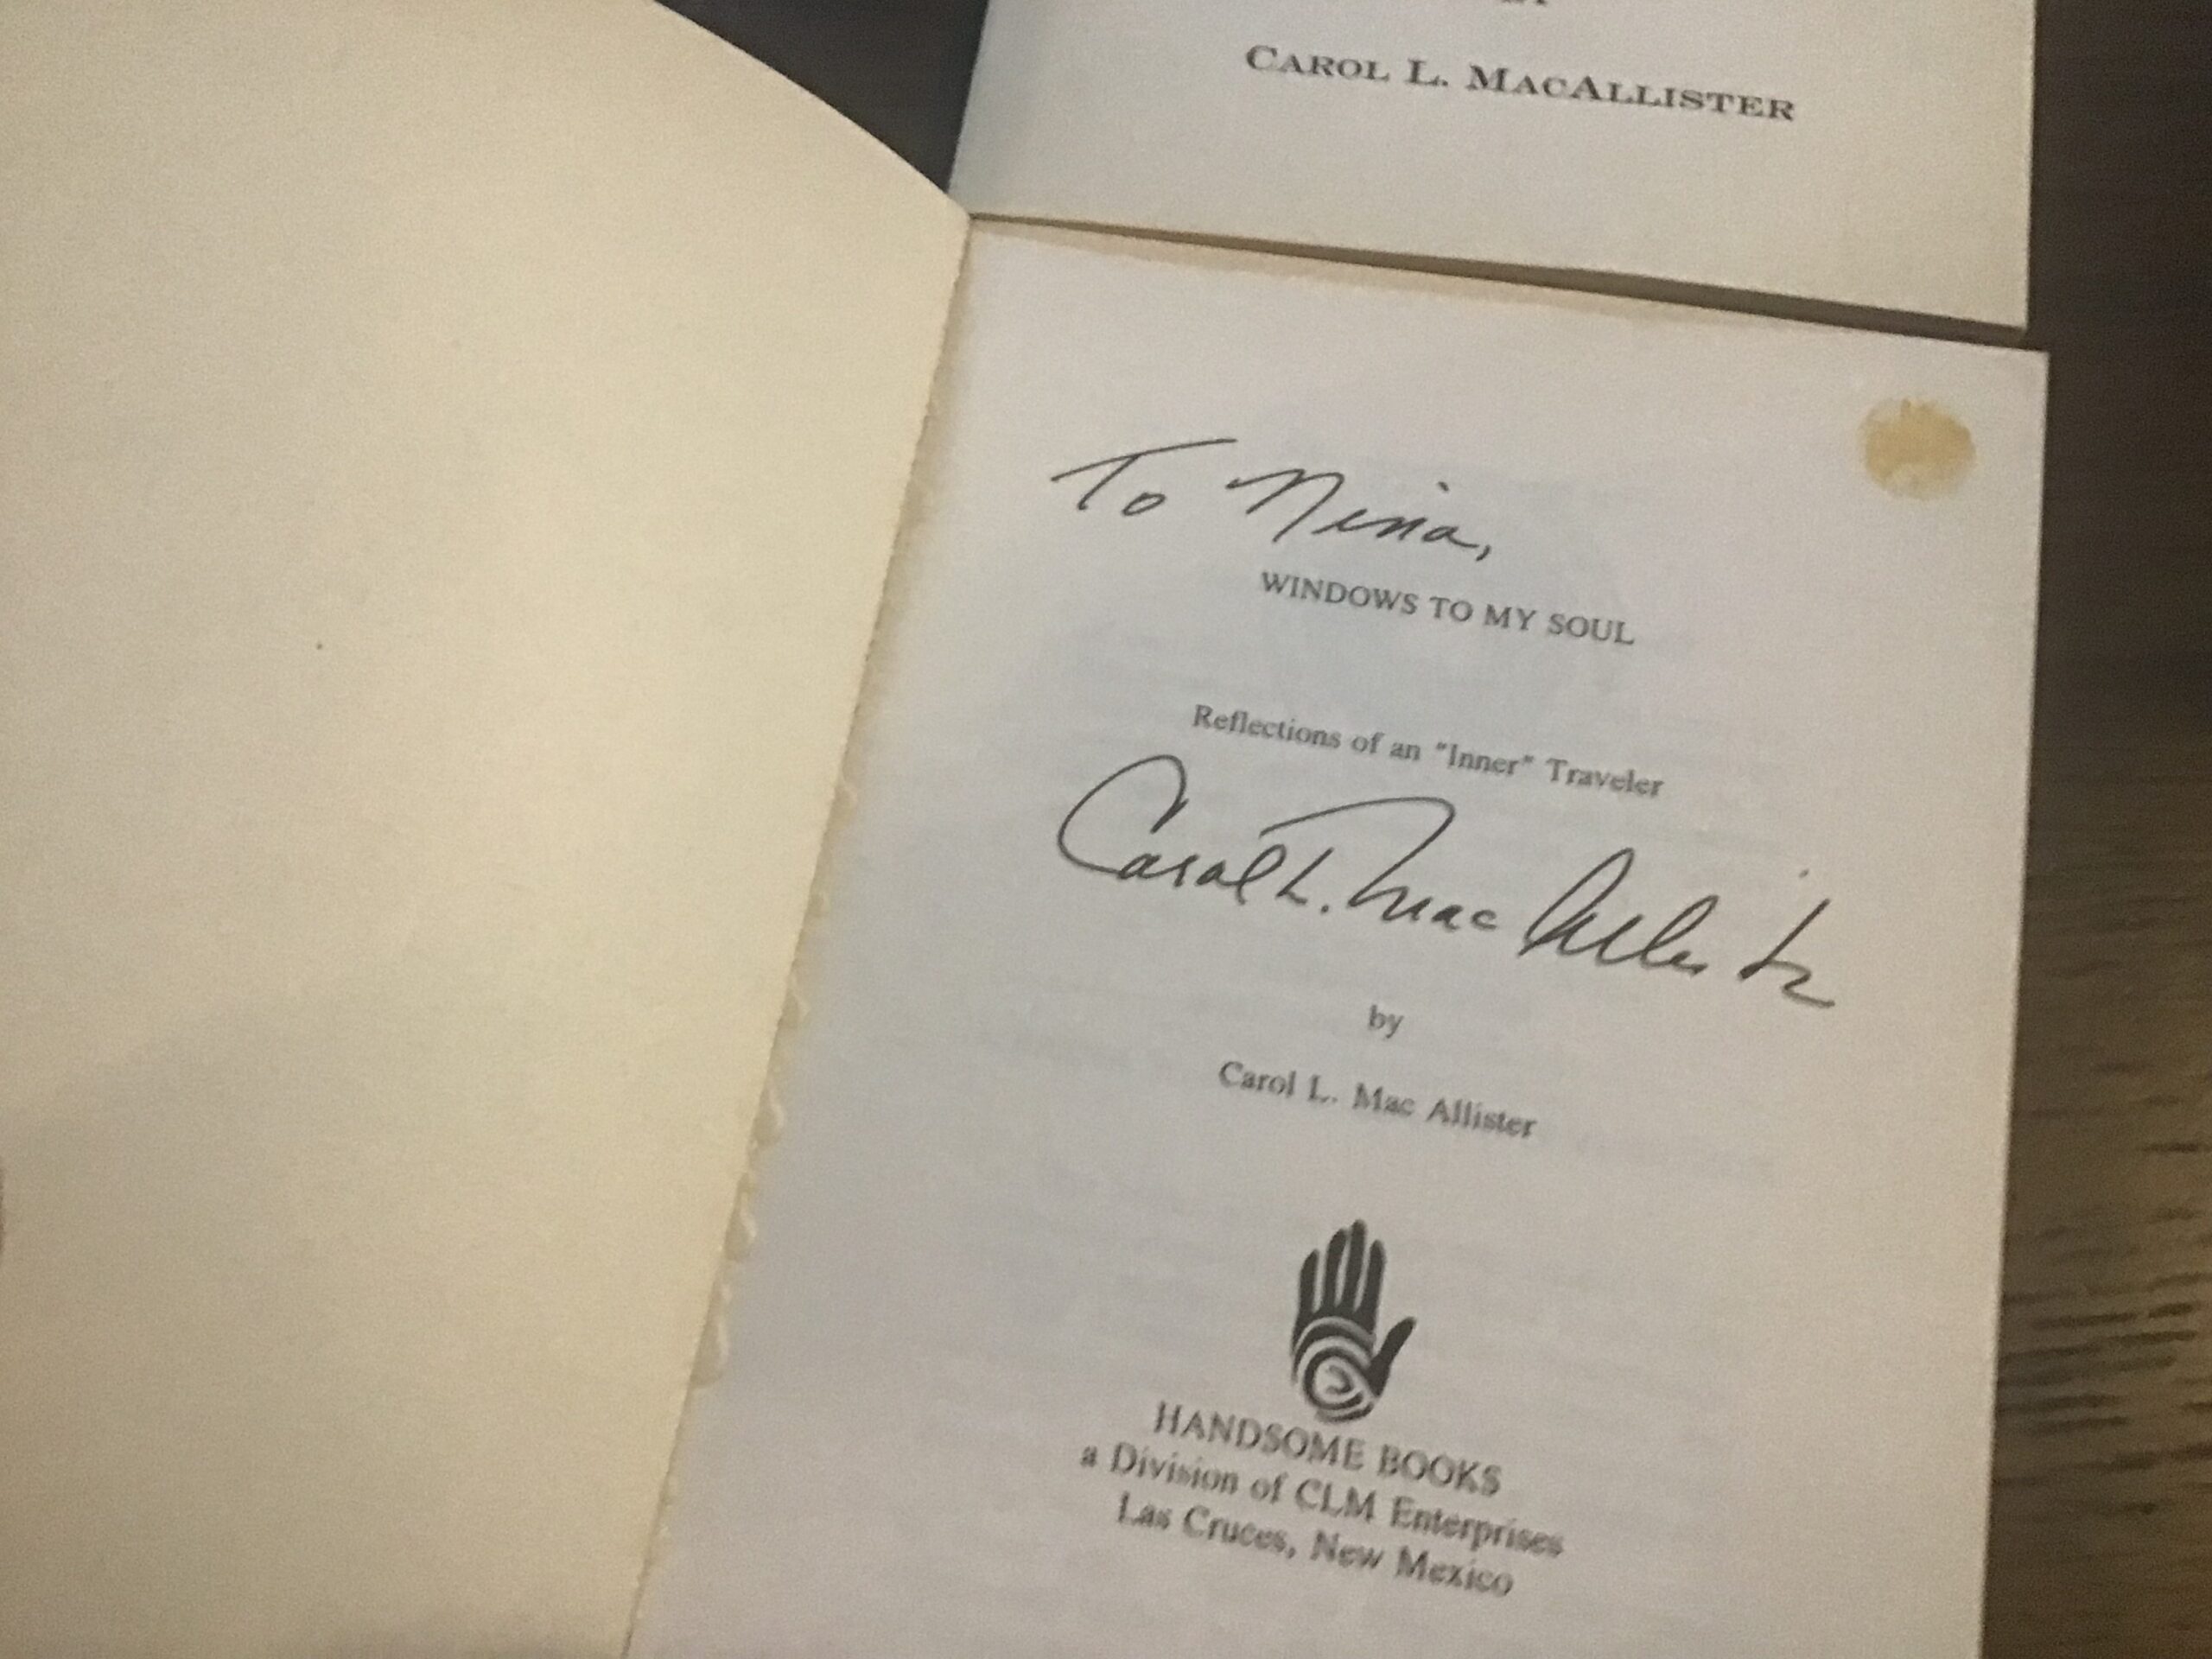 CAROL L. MACALLISTER
To Nina,
WINDOWS TO MY SOUL
Reflections of an "Inner" Traveler
Carol L. Mac Allister
by
Carol L. Mac Allister
HANDSOME BOOKS
a Division of CLM Enterprises
Las Cruces, New Mexico